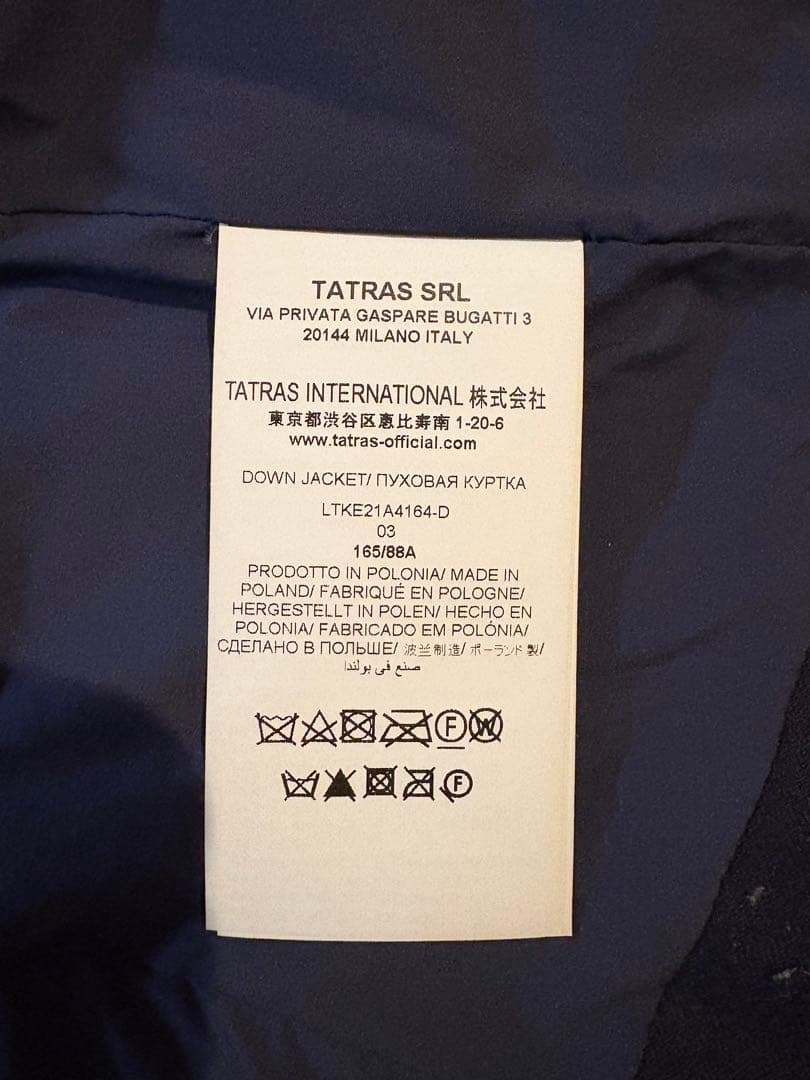 TATRAS SRL
VIA PRIVATA GASPARE BUGATTI 3
20144 MILANO ITALY
TATRAS INTERNATIONAL 株式会社
東京都渋谷区恵比寿南 1-20-6
www.tatras-official.com
DOWN JACKET/ ПУХОВАЯ КУРТКА
LTKE21A4164-D
03
165/88A
PRODOTTO IN POLONIA/ MADE IN
POLAND/ FABRIQUÉ EN POLOGNE/
HERGESTELLT IN POLEN/ HECHO EN
POLONIA/ FABRICADO EM POLÓNIA/
СДЕЛАНО В ПОЛЬШЕ/ 波兰制造/ ポーランド製/
صنع في بولندا
F W
F